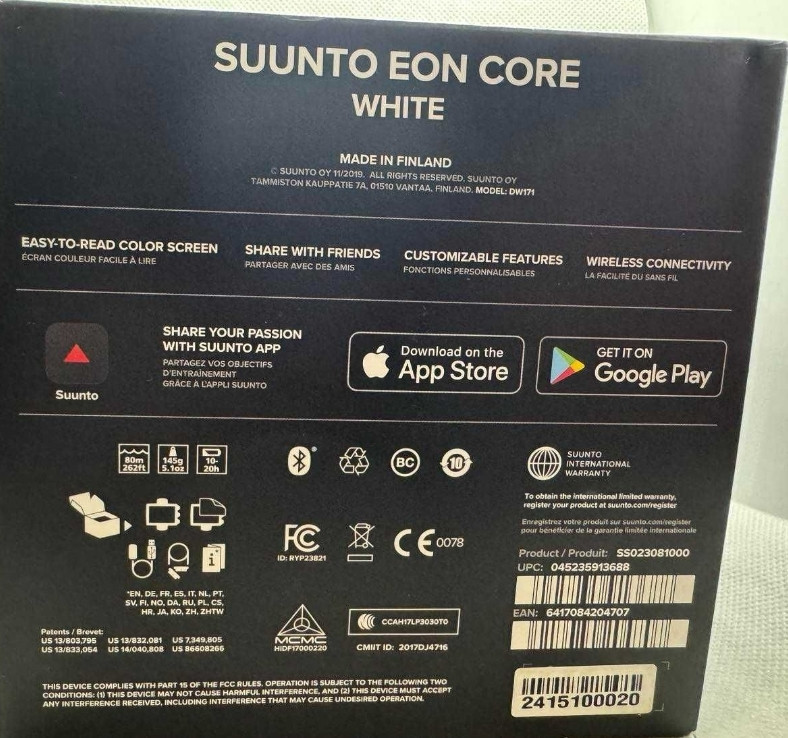 SUUNTO EON CORE
WHITE
MADE IN FINLAND
© SUUNTO OY 11/2019. ALL RIGHTS RESERVED. SUUNTO OY
TAMMISTON KAUPPATIE 7A, 01510 VANTAA, FINLAND. MODEL: DW171
EASY-TO-READ COLOR SCREEN
ÉCRAN COULEUR FACILE À LIRE
SHARE WITH FRIENDS
PARTAGER AVEC DES AMIS
CUSTOMIZABLE FEATURES
FONCTIONS PERSONNALISABLES
WIRELESS CONNECTIVITY
LA FACILITÉ DU SANS FIL
Suunto
SHARE YOUR PASSION
WITH SUUNTO APP
PARTAGEZ VOS OBJECTIFS
D'ENTRAÎNEMENT
GRÂCE À L'APPLI SUUNTO
Download on the
App Store
GET IT ON
Google Play
80m
262ft
145g
5.1oz
10-
20h
BC
10
SUUNTO
INTERNATIONAL
WARRANTY
To obtain the international limited warranty,
register your product at suunto.com/register
Enregistrez votre produit sur suunto.com/register
pour bénéficier de la garantie limitée internationale
FC
ID: RYP23821
CE 0078
Product / Produit: SS023081000
UPC: 045235913688
EAN: 6417084204707
*EN, DE, FR, ES, IT, NL, PT,
SV, FI, NO, DA, RU, PL, CS,
HR, JA, KO, ZH, ZHTW
MCMC
HIDF17000220
CCAH17LP3030T0
CMIIT ID: 2017DJ4716
Patents / Brevet:
US 13/803,795 US 13/832,081 US 7,349,805
US 13/833,054 US 14/040,808 US 86608266
THIS DEVICE COMPLIES WITH PART 15 OF THE FCC RULES. OPERATION IS SUBJECT TO THE FOLLOWING TWO
CONDITIONS: (1) THIS DEVICE MAY NOT CAUSE HARMFUL INTERFERENCE, AND (2) THIS DEVICE MUST ACCEPT
ANY INTERFERENCE RECEIVED, INCLUDING INTERFERENCE THAT MAY CAUSE UNDESIRED OPERATION.
2415100020